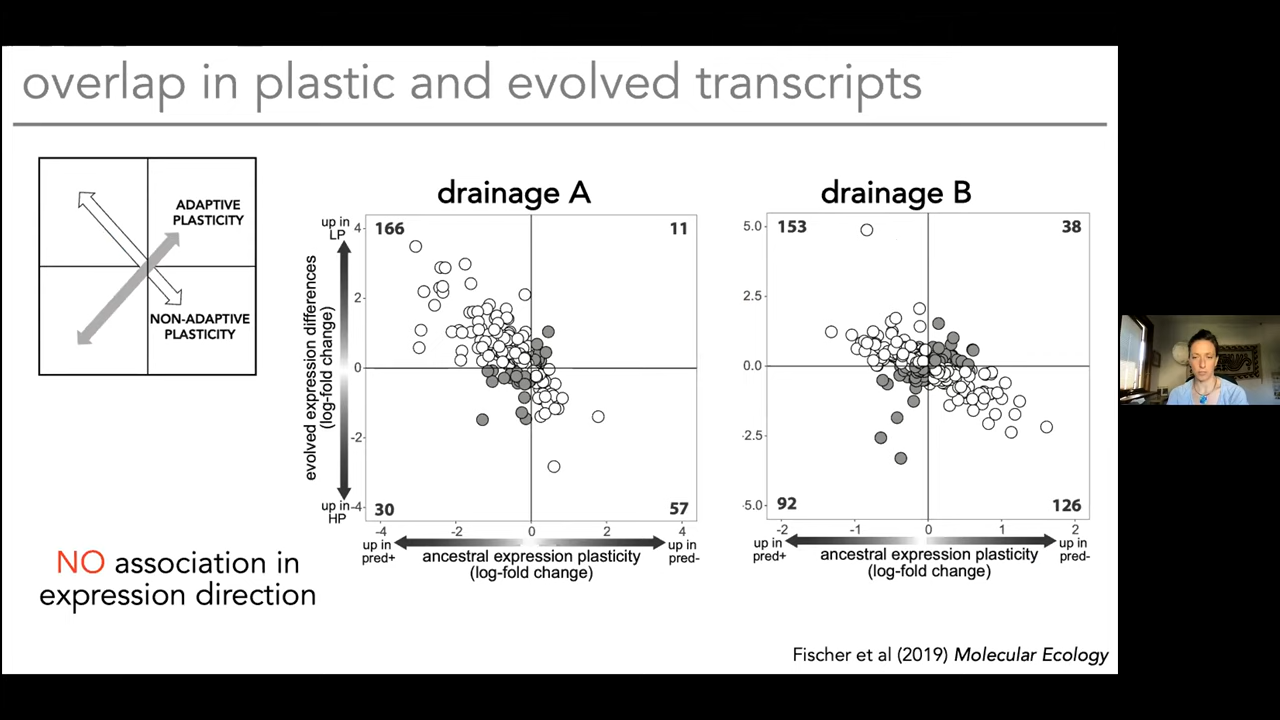 overlap in plastic and evolved transcripts
ADAPTIVE
PLASTICITY
NON-ADAPTIVE
PLASTICITY
NO association in
expression direction
drainage A
up in
LP
evolved expression differences
(log-fold change)
up in
HP
4
2
0
-2
-4
166
11
30
57
-4
-2
0
2
4
up in
pred+
ancestral expression plasticity
(log-fold change)
up in
pred-
drainage B
5.0
2.5
0.0
2.5
5.0
153
38
92
126
-2
-1
0
1
2
up in
pred+
ancestral expression plasticity
(log-fold change)
up in
pred-
Fischer et al (2019) Molecular Ecology